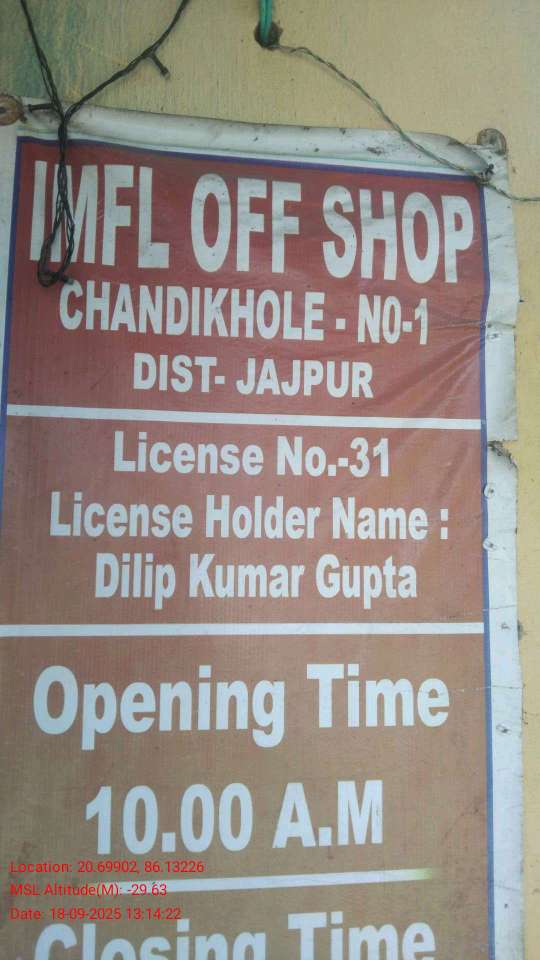 IMFL OFF SHOP
CHANDIKHOLE - NO-1
DIST- JAJPUR
License No.-31
License Holder Name :
Dilip Kumar Gupta
Opening Time
10.00 A.M
Location: 20.69902, 86.13226
MSL Altitude(M): -29.63
Date: 18-09-2025 13:14:22
Closing Time